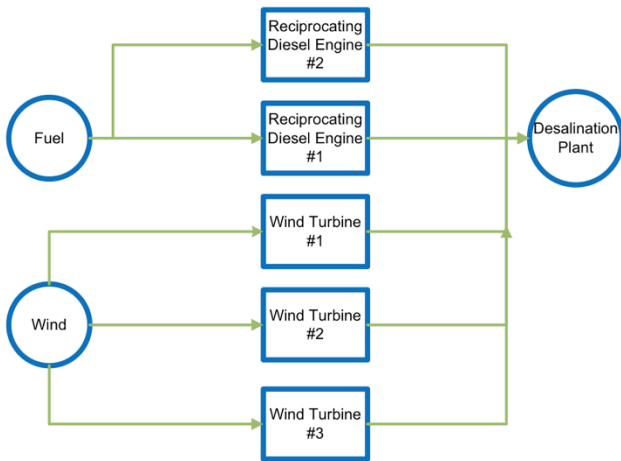 Reciprocating
Diesel Engine
#2
Fuel
Reciprocating
Diesel Engine
#1
Desalination
Plant
Wind Turbine
#1
Wind
Wind Turbine
#2
Wind Turbine
#3